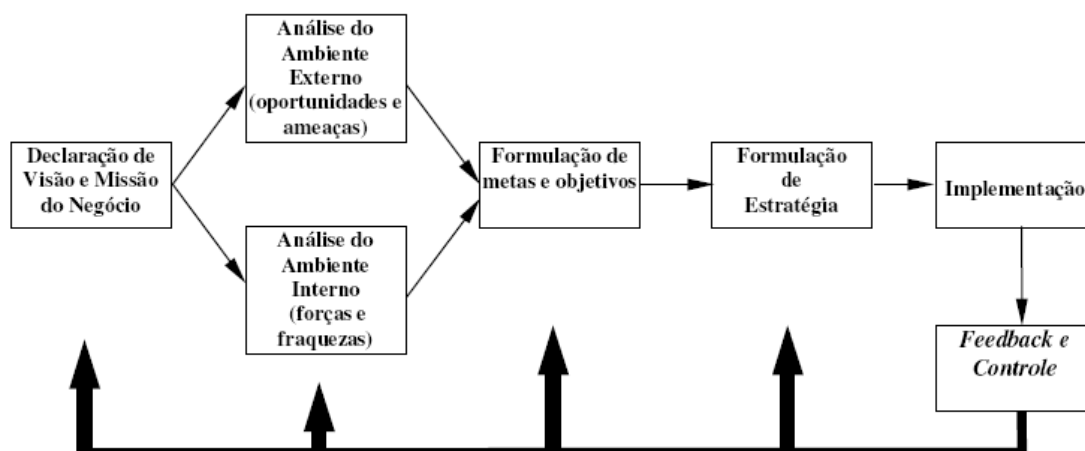 Declaração de
Visão e Missão
do Negócio
Análise do
Ambiente
Externo
(oportunidades e
ameaças)
Análise do
Ambiente
Interno
(forças e
fraquezas)
Formulação de
metas e objetivos
Formulação
de
Estratégia
Implementação
Feedback e
Controle